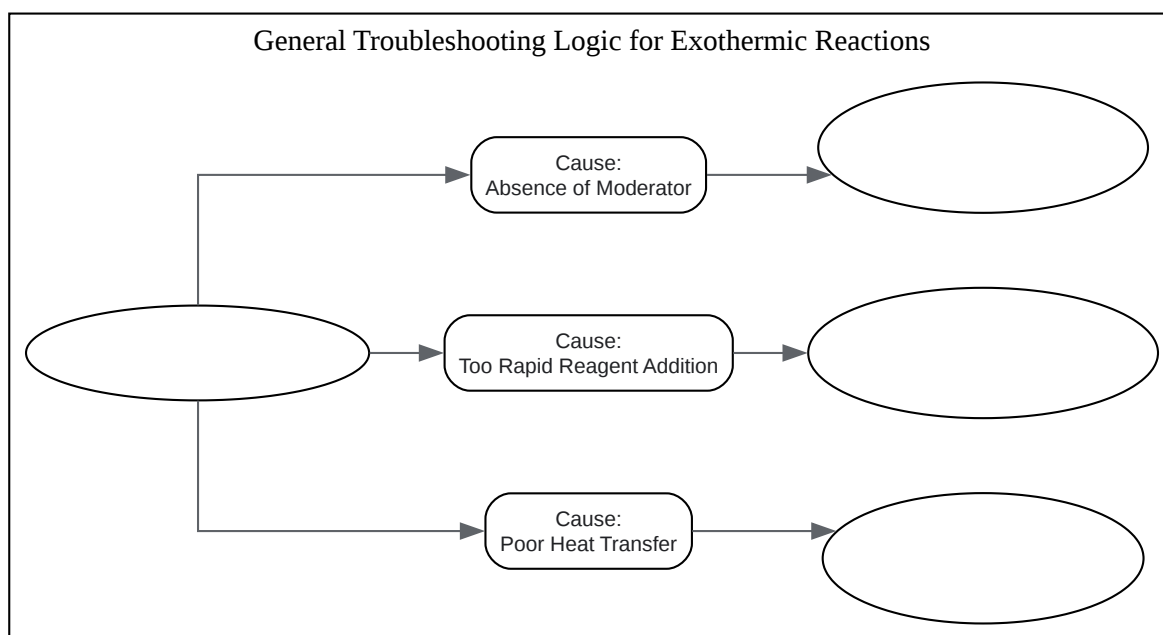 General Troubleshooting Logic for Exothermic Reactions
Cause:
Absence of Moderator
Cause:
Too Rapid Reagent Addition
Cause:
Poor Heat Transfer